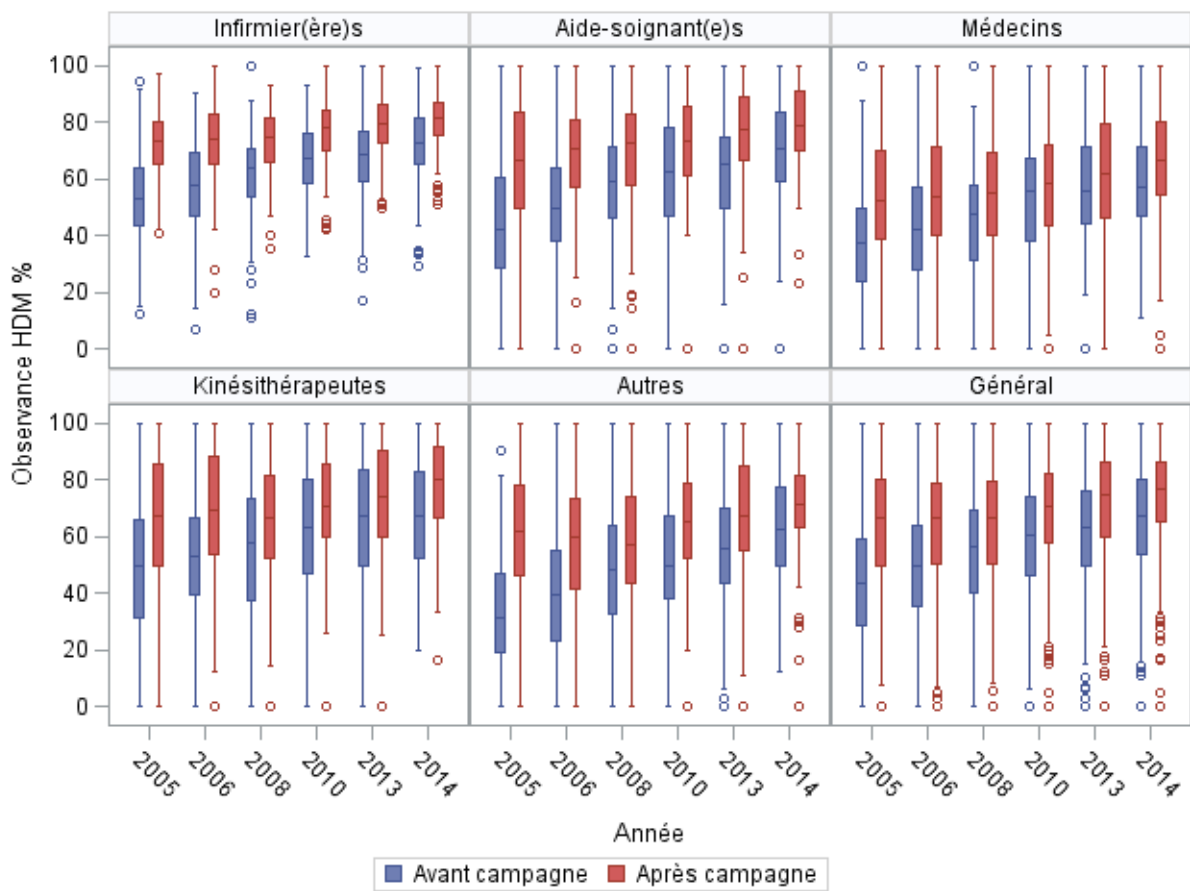 Infirmier(ère)s Aide-soignant(e)s Médecins
100
80
60
40
20
0
Kinésithérapeutes Autres Général
100
80
60
40
20
0
Observance HDM %
2005 2006 2008 2010 2013 2014 2005 2006 2008 2010 2013 2014 2005 2006 2008 2010 2013 2014
Année
Avant campagne Après campagne